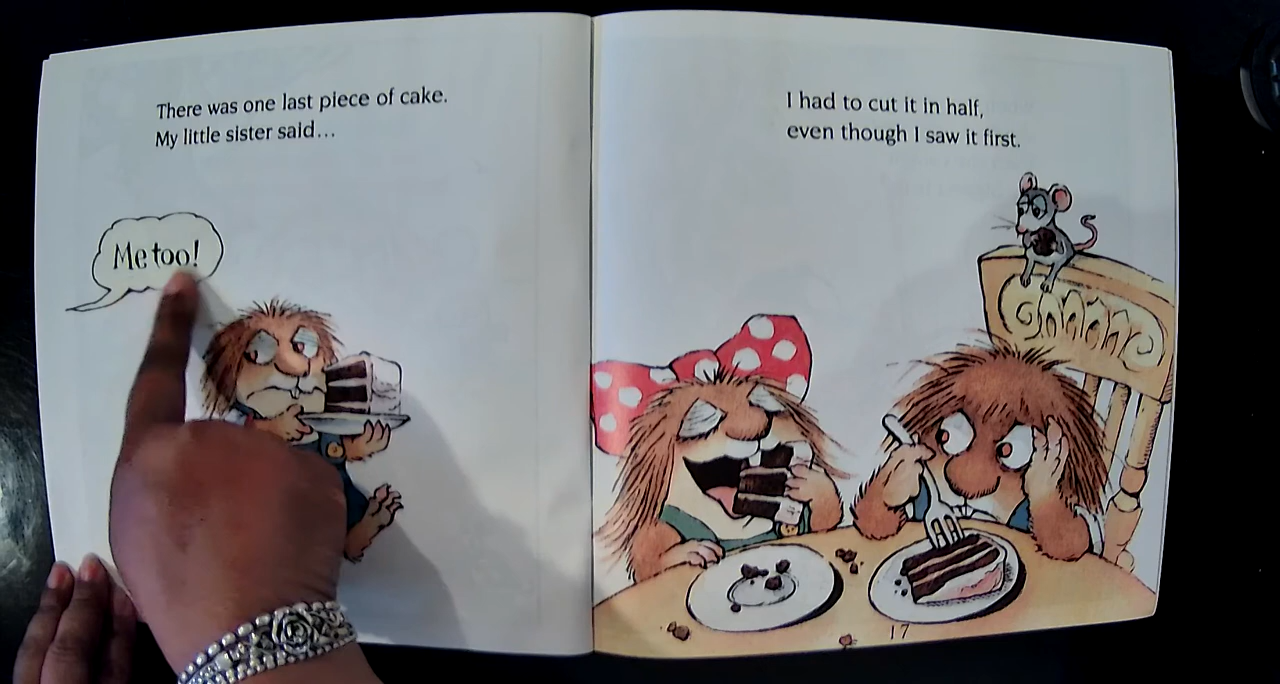 There was one last piece of cake.
My little sister said...
Me too!
I had to cut it in half,
even though I saw it first.
17